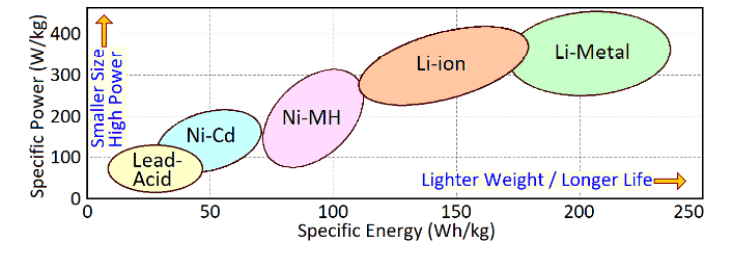 Specific Power (W/kg)
400
300
200
100
0
Smaller Size
High Power
Lead-
Acid
Ni-Cd
Ni-MH
Li-ion
Li-Metal
Lighter Weight / Longer Life
0
50
100
150
200
250
Specific Energy (Wh/kg)